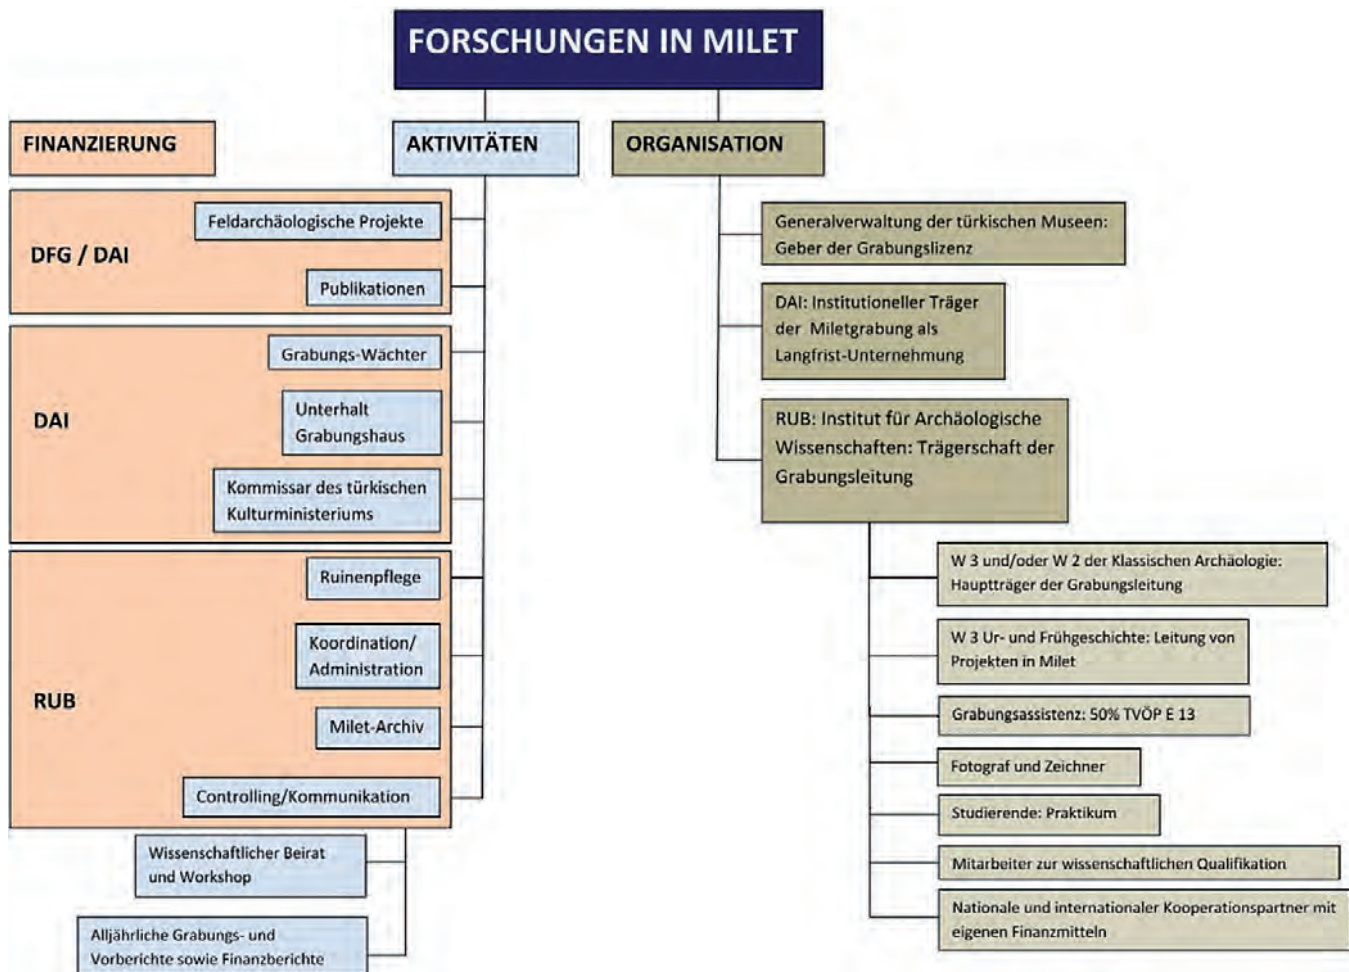 FORSCHUNGEN IN MILET
FINANZIERUNG
AKTIVITÄTEN
ORGANISATION
DFG / DAI
Feldarchäologische Projekte
Publikationen
DAI
Grabungs-Wächter
Unterhalt
Grabungshaus
Kommissar des türkischen
Kulturministeriums
RUB
Ruinenpflege
Koordination/
Administration
Milet-Archiv
Controlling/Kommunikation
Wissenschaftlicher Beirat
und Workshop
Alljährliche Grabungs- und
Vorberichte sowie Finanzberichte
Generalverwaltung der türkischen Museen:
Geber der Grabungslizenz
DAI: Institutioneller Träger
der Miletgrabung als
Langfrist-Unternehmung
RUB: Institut für Archäologische
Wissenschaften: Trägerschaft der
Grabungsleitung
W 3 und/oder W 2 der Klassischen Archäologie:
Hauptträger der Grabungsleitung
W 3 Ur- und Frühgeschichte: Leitung von
Projekten in Milet
Grabungsassistenz: 50% TVÖP E 13
Fotograf und Zeichner
Studierende: Praktikum
Mitarbeiter zur wissenschaftlichen Qualifikation
Nationale und internationaler Kooperationspartner mit
eigenen Finanzmitteln